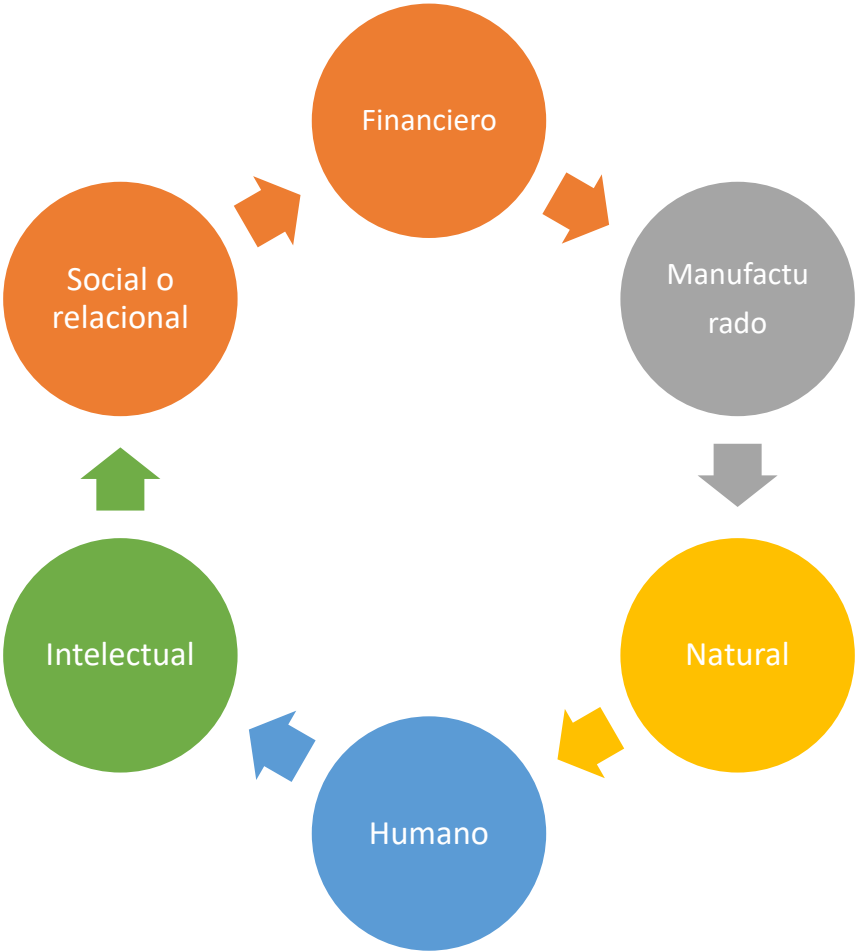 Financiero
Manufactu
rado
Natural
Humano
Intelectual
Social o
relacional